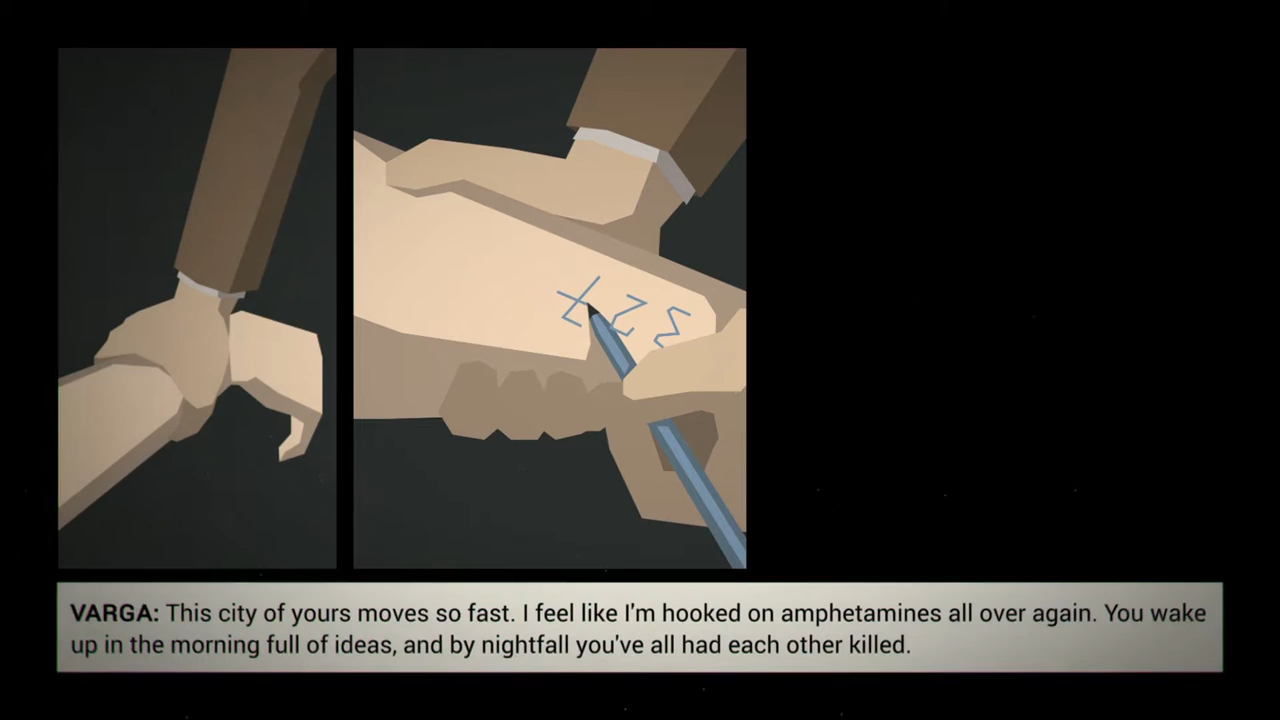 327
VARGA: This city of yours moves so fast. I feel like I'm hooked on amphetamines all over again. You wake
up in the morning full of ideas, and by nightfall you've all had each other killed.